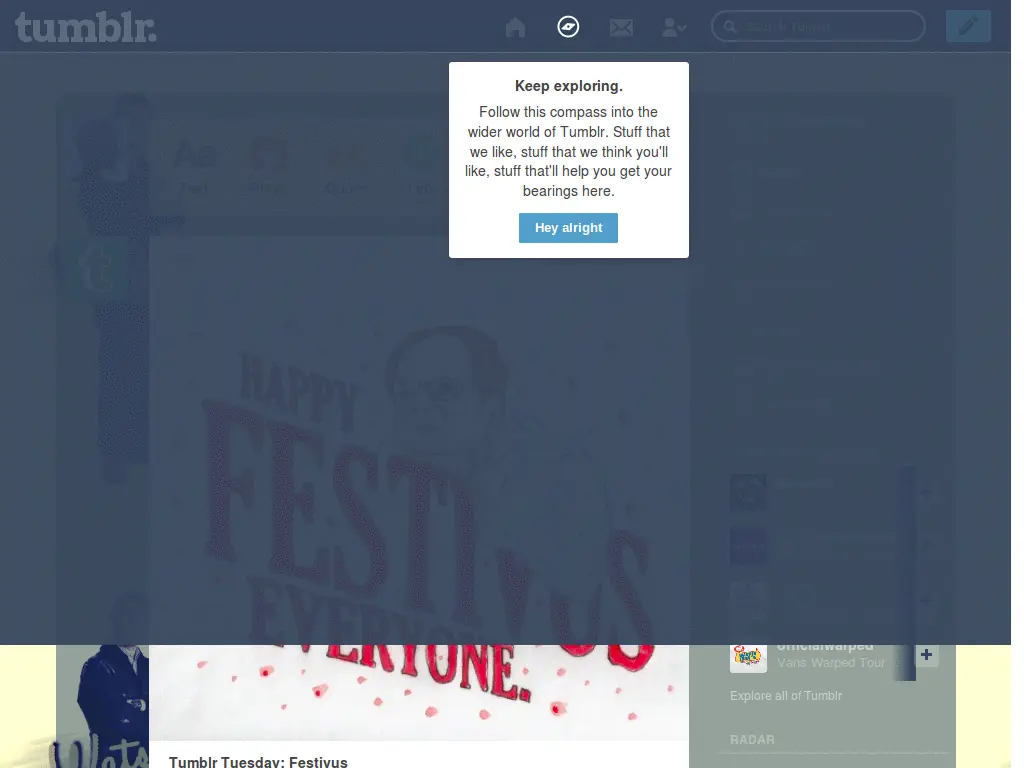 tumblr.
Search Tumblr
Keep exploring.
Follow this compass into the
wider world of Tumblr. Stuff that
we like, stuff that we think you'll
like, stuff that'll help you get your
bearings here.
Hey alright
Aa
Text
Photo
Quote
Link
HAPPY
FESTIVUS
EVERYONE.
officialwarped
Vans Warped Tour
Explore all of Tumblr
RADAR
Wats
Tumblr Tuesday: Festivus